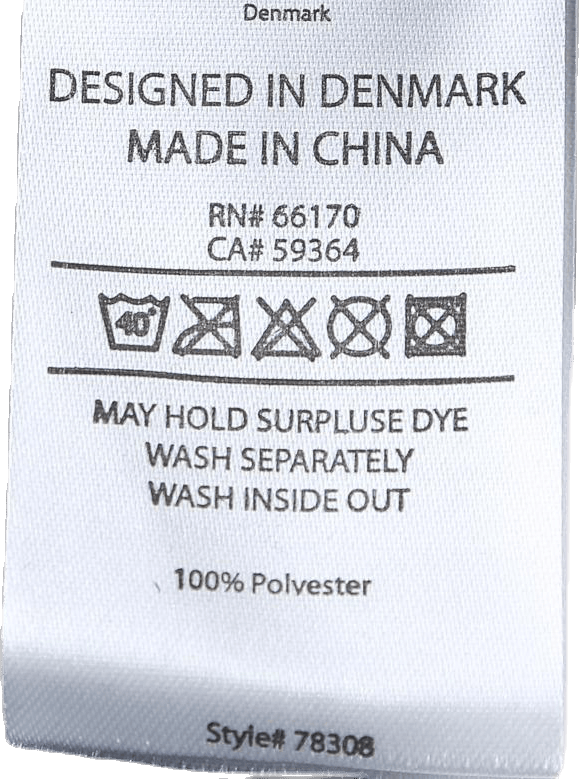 Denmark
DESIGNED IN DENMARK
MADE IN CHINA
RN# 66170
CA# 59364
40°
MAY HOLD SURPLUSE DYE
WASH SEPARATELY
WASH INSIDE OUT
100% Polyester
Style# 78308